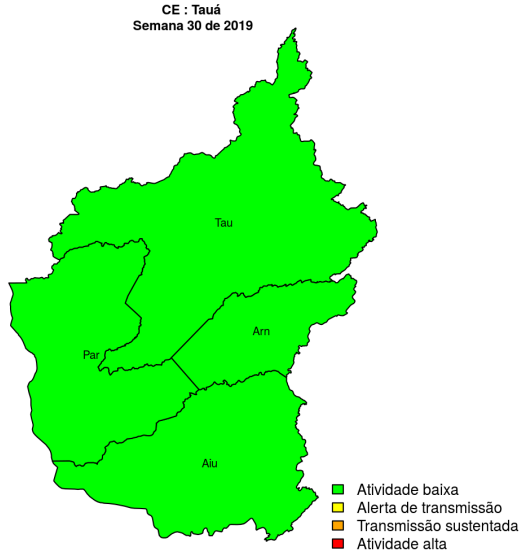 CE : Tauá
Semana 30 de 2019
Tau
Arn
Par
Aiu
Atividade baixa
Alerta de transmissão
Transmissão sustentada
Atividade alta